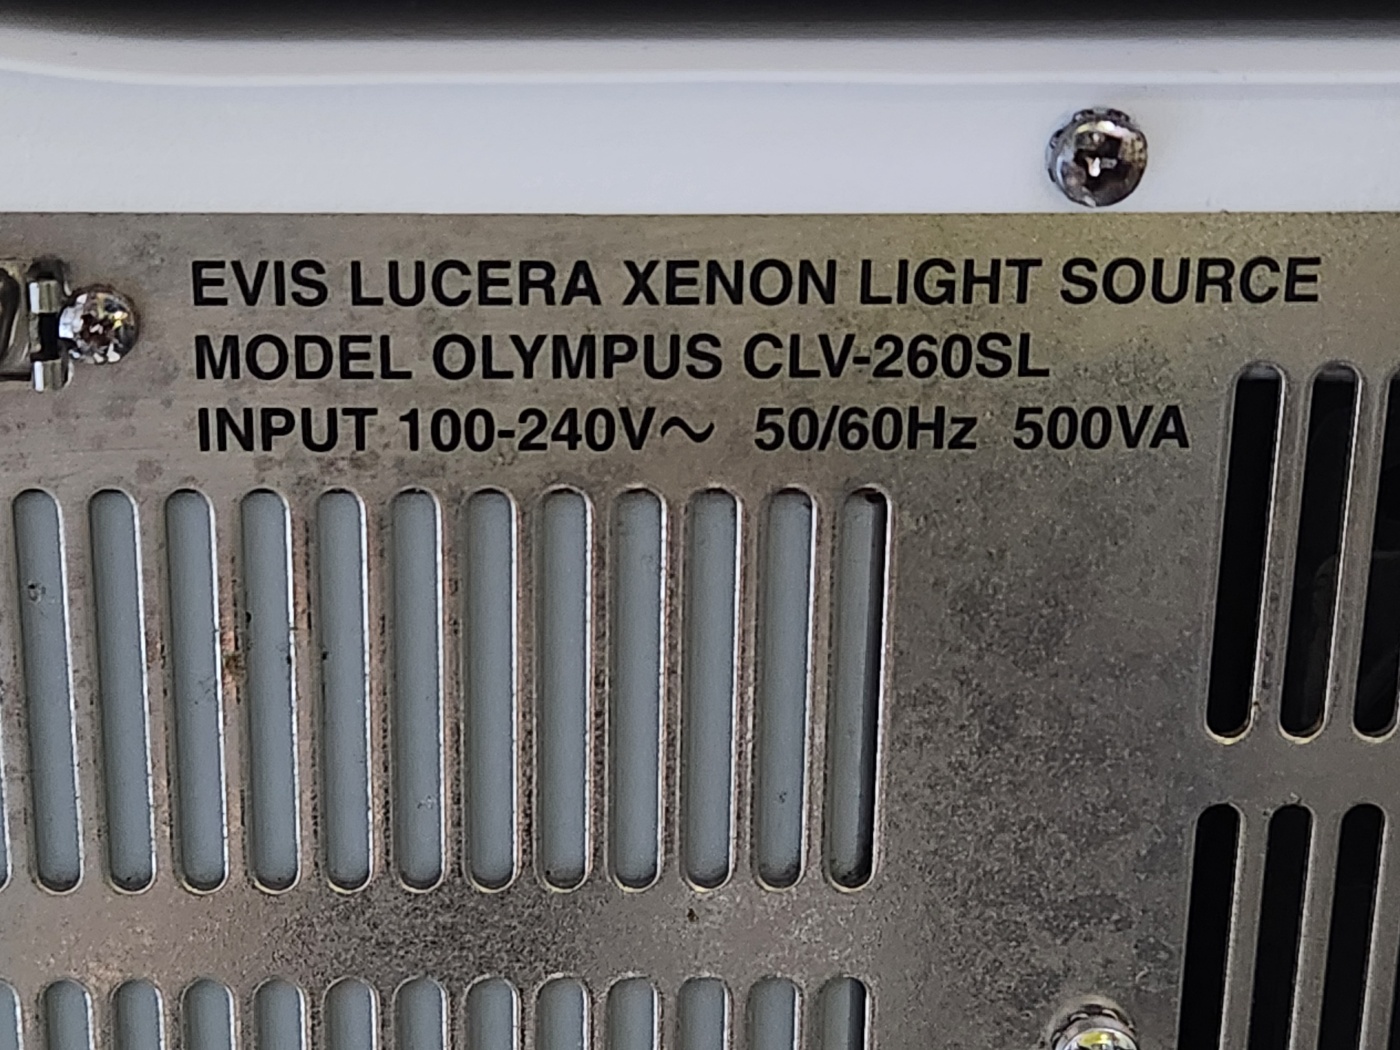 EVIS LUCERA XENON LIGHT SOURCE
MODEL OLYMPUS CLV-260SL
INPUT 100-240V～ 50/60Hz 500VA